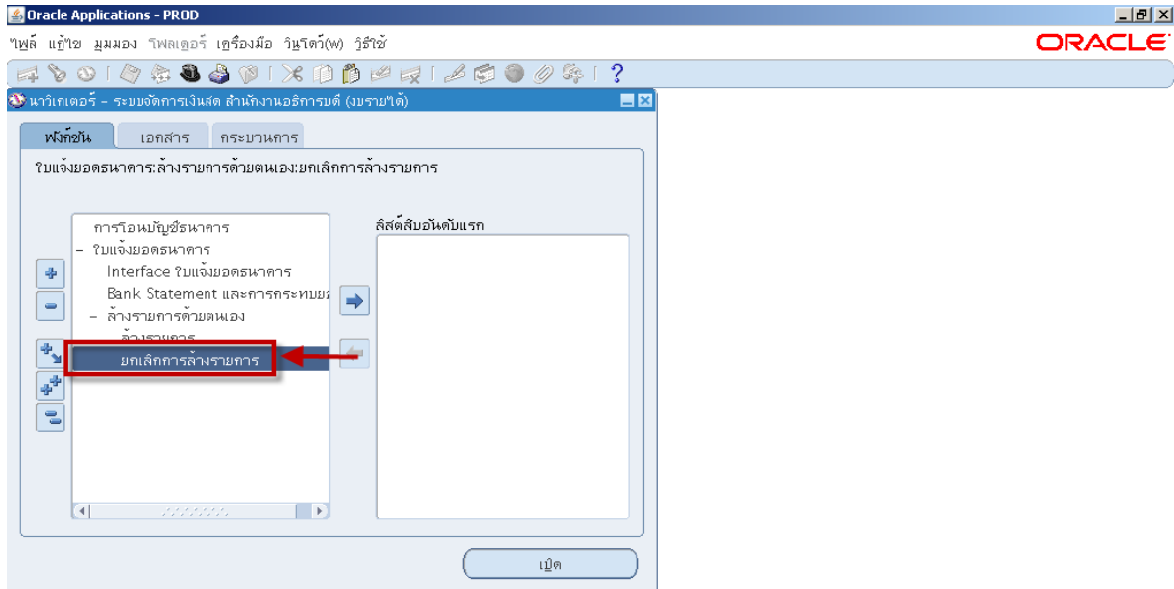 Oracle Applications - PROD
ไฟล์ แก้ไข มุมมอง โฟลเดอร์ เครื่องมือ วินโดว์(w) วิธีใช้
ORACLE
นาวิเกเตอร์ - ระบบจัดการเงินสด สำนักงานอธิการบดี (งบรายได้)
ฟังก์ชัน เอกสาร กระบวนการ
ใบแจ้งยอดธนาคาร:ล้างรายการด้วยตนเอง:ยกเลิกการล้างรายการ
ลิสต์สิบอันดับแรก
การโอนบัญชีธนาคาร
- ใบแจ้งยอดธนาคาร
Interface ใบแจ้งยอดธนาคาร
Bank Statement และการกระทบย
- ล้างรายการด้วยตนเอง
ล้างรายการ
ยกเลิกการล้างรายการ
เปิด